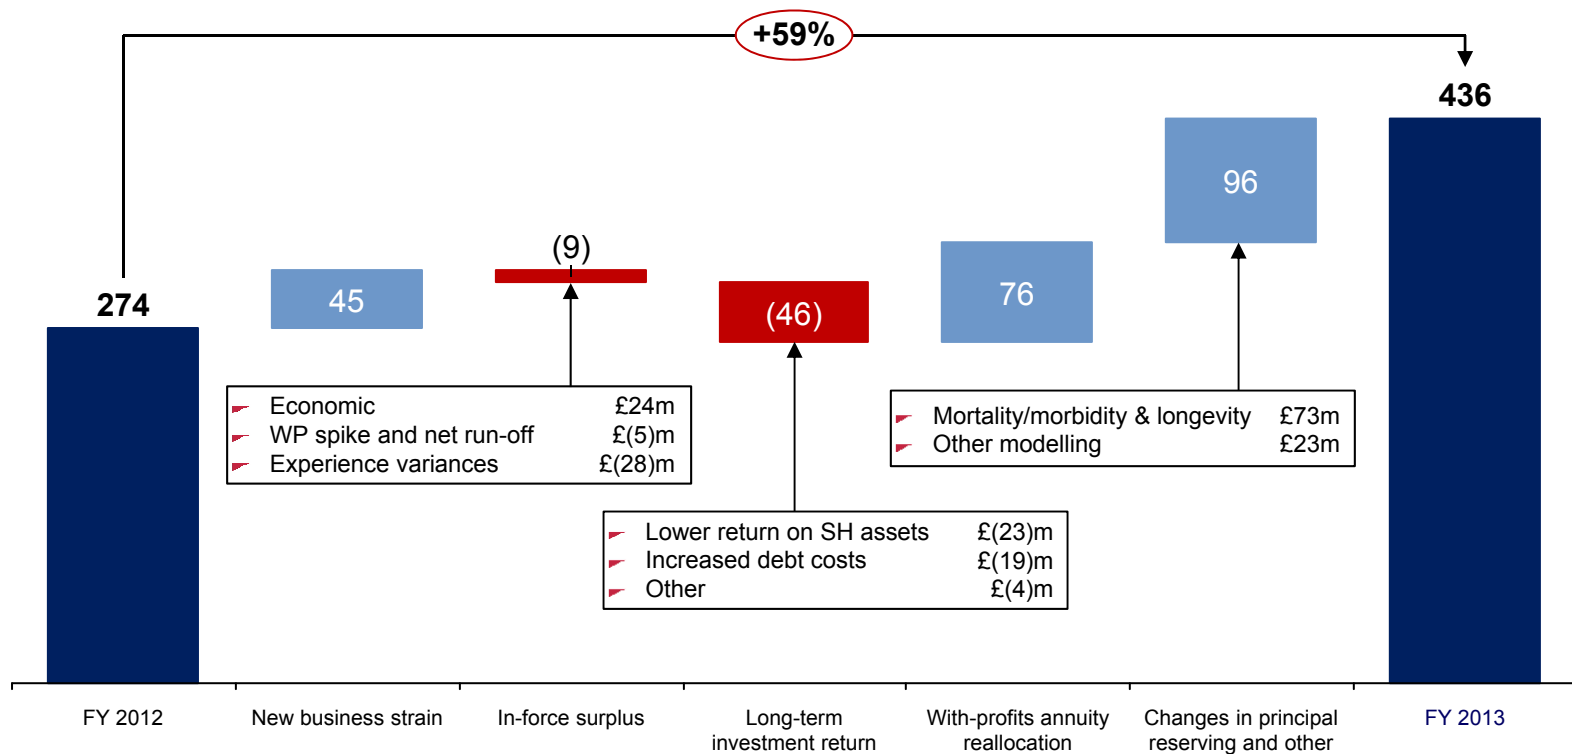 +59%
436
96
(9)
274
45
(46)
76
Economic £24m
WP spike and net run-off £(5)m
Experience variances £(28)m
Mortality/morbidity & longevity £73m
Other modelling £23m
Lower return on SH assets £(23)m
Increased debt costs £(19)m
Other £(4)m
FY 2012
New business strain
In-force surplus
Long-term
investment return
With-profits annuity
reallocation
Changes in principal
reserving and other
FY 2013